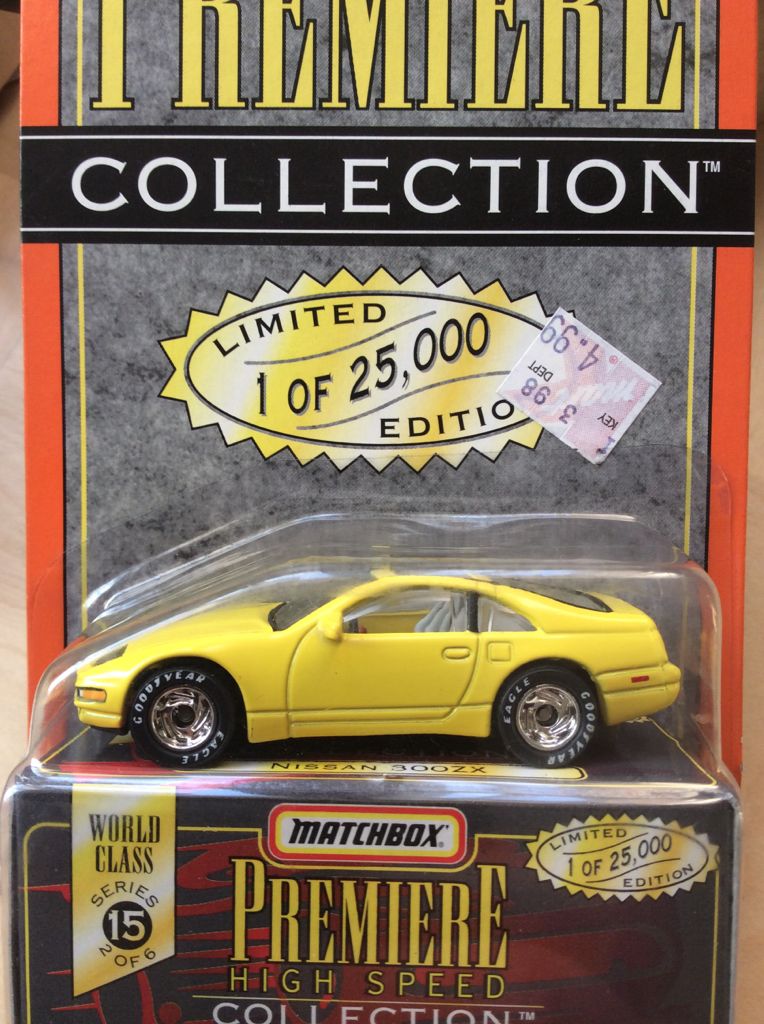 PREMIERE
COLLECTION™
LIMITED
1 OF 25,000
EDITIO
4.99
DEPT
3 98
KEY
GOODYEAR
EAGLE
EAGLE
GOODYEAR
NISSAN 300ZX
WORLD
CLASS
SERIES
15
2 OF 6
MATCHBOX®
PREMIERE
HIGH SPEED
COLLECTION™
LIMITED
1 OF 25,000
EDITION